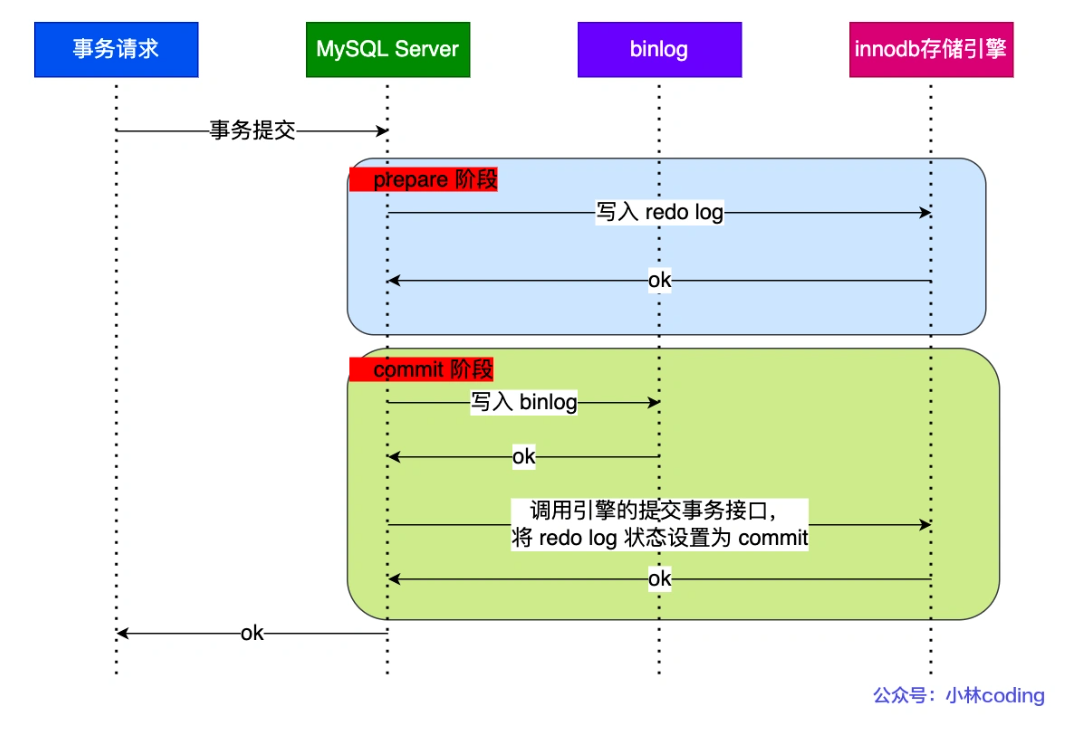 事务请求
MySQL Server
binlog
innodb存储引擎
事务提交
prepare 阶段
写入 redo log
ok
commit 阶段
写入 binlog
ok
调用引擎的提交事务接口，
将 redo log 状态设置为 commit
ok
ok
公众号：小林coding